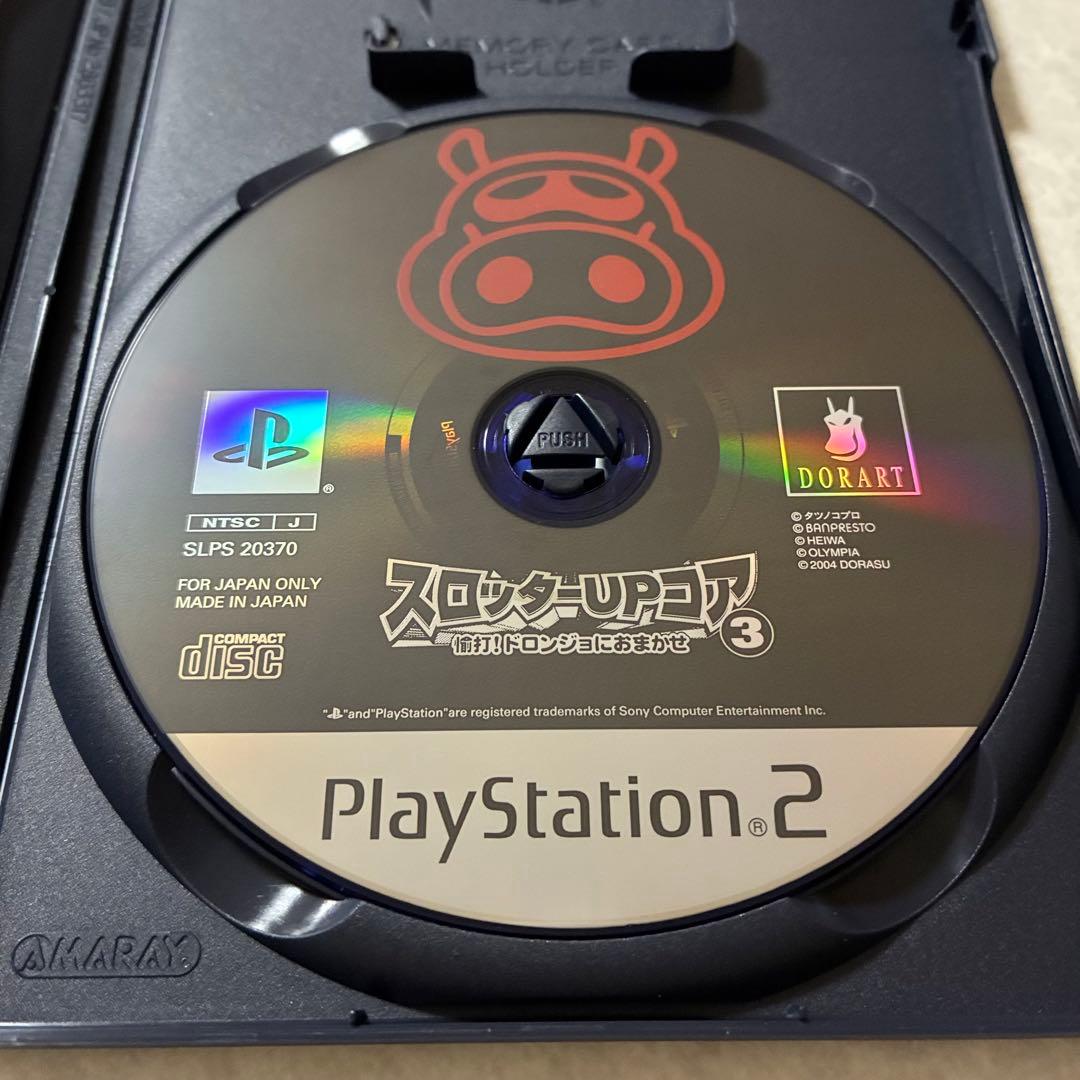 MEMORY CARD
HOLDER
PUSH
DORART
NTSC J
SLPS 20370
FOR JAPAN ONLY
MADE IN JAPAN
COMPACT
disc
© タツノコプロ
© BANPRESTO
© HEIWA
© OLYMPIA
© 2004 DORASU
スロッターUPコア3
愉打!ドロンジョにおまかせ
"PS"and"PlayStation"are registered trademarks of Sony Computer Entertainment Inc.
PlayStation®2
AMARAY